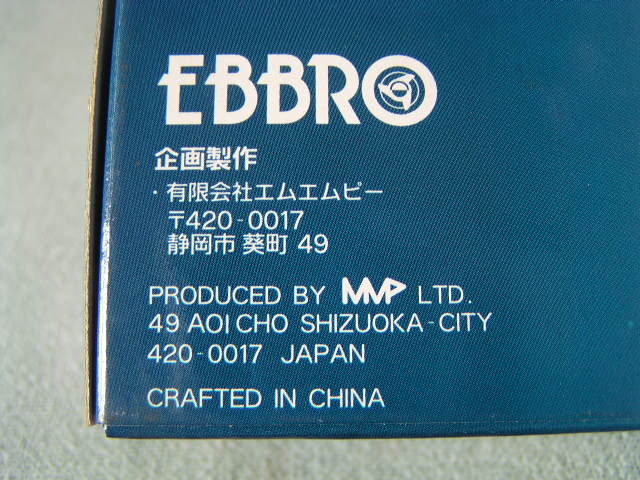 EBBRO
企画製作
・有限会社エムエムピー
〒420-0017
静岡市 葵町 49
PRODUCED BY MMP LTD.
49 AOI CHO SHIZUOKA-CITY
420-0017 JAPAN
CRAFTED IN CHINA